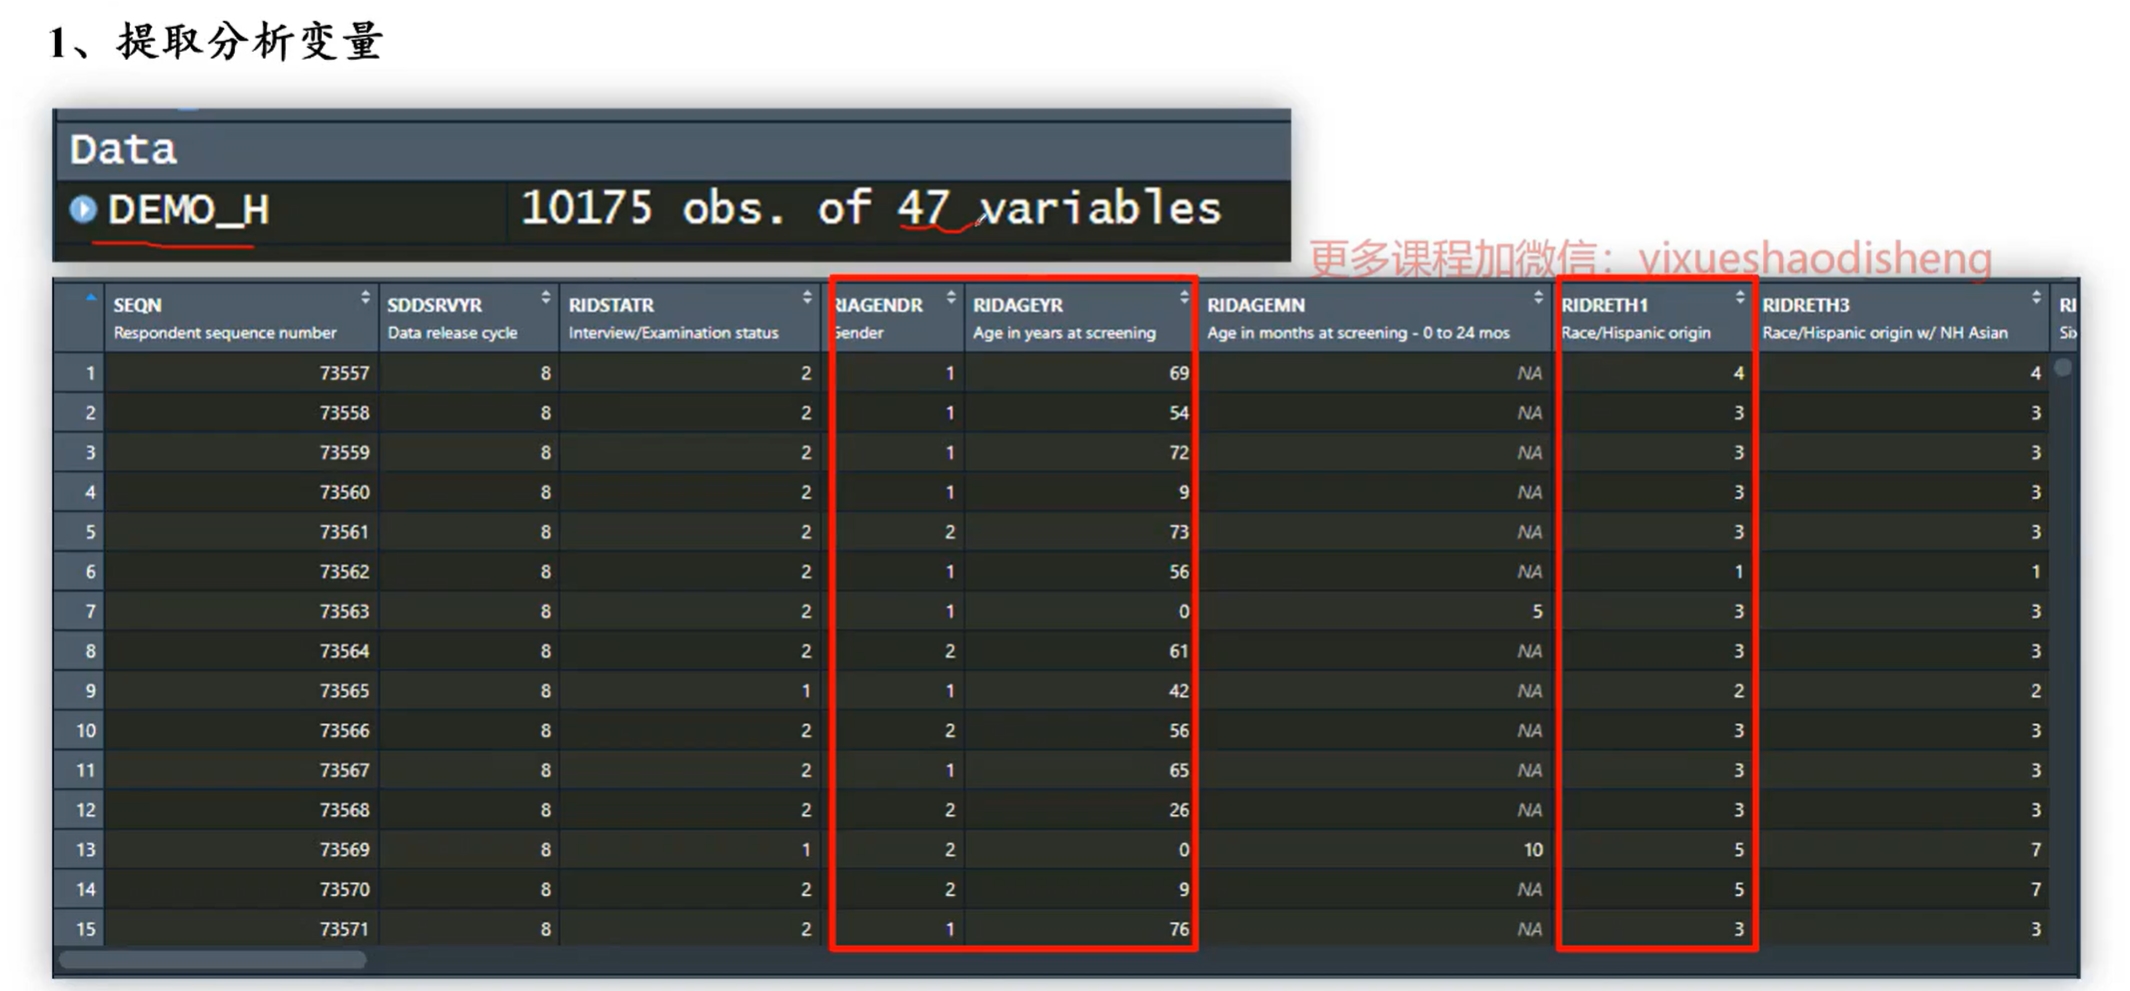 1、提取分析变量
Data
DEMO_H 10175 obs. of 47 variables
更多课程加微信：yixueshaodisheng
SEQN SDDSRVYR RIDSTATR RIAGENDR RIDAGEYR RIDAGEMN RIDRETH1 RIDRETH3 RI
Respondent sequence number Data release cycle Interview/Examination status Gender Age in years at screening Age in months at screening - 0 to 24 mos Race/Hispanic origin Race/Hispanic origin w/ NH Asian Six
1 73557 8 2 1 69 NA 4 4
2 73558 8 2 1 54 NA 3 3
3 73559 8 2 1 72 NA 3 3
4 73560 8 2 1 9 NA 3 3
5 73561 8 2 2 73 NA 3 3
6 73562 8 2 1 56 NA 1 1
7 73563 8 2 1 0 5 3 3
8 73564 8 2 2 61 NA 3 3
9 73565 8 1 1 42 NA 2 2
10 73566 8 2 2 56 NA 3 3
11 73567 8 2 1 65 NA 3 3
12 73568 8 2 2 26 NA 3 3
13 73569 8 1 2 0 10 5 7
14 73570 8 2 2 9 NA 5 7
15 73571 8 2 1 76 NA 3 3